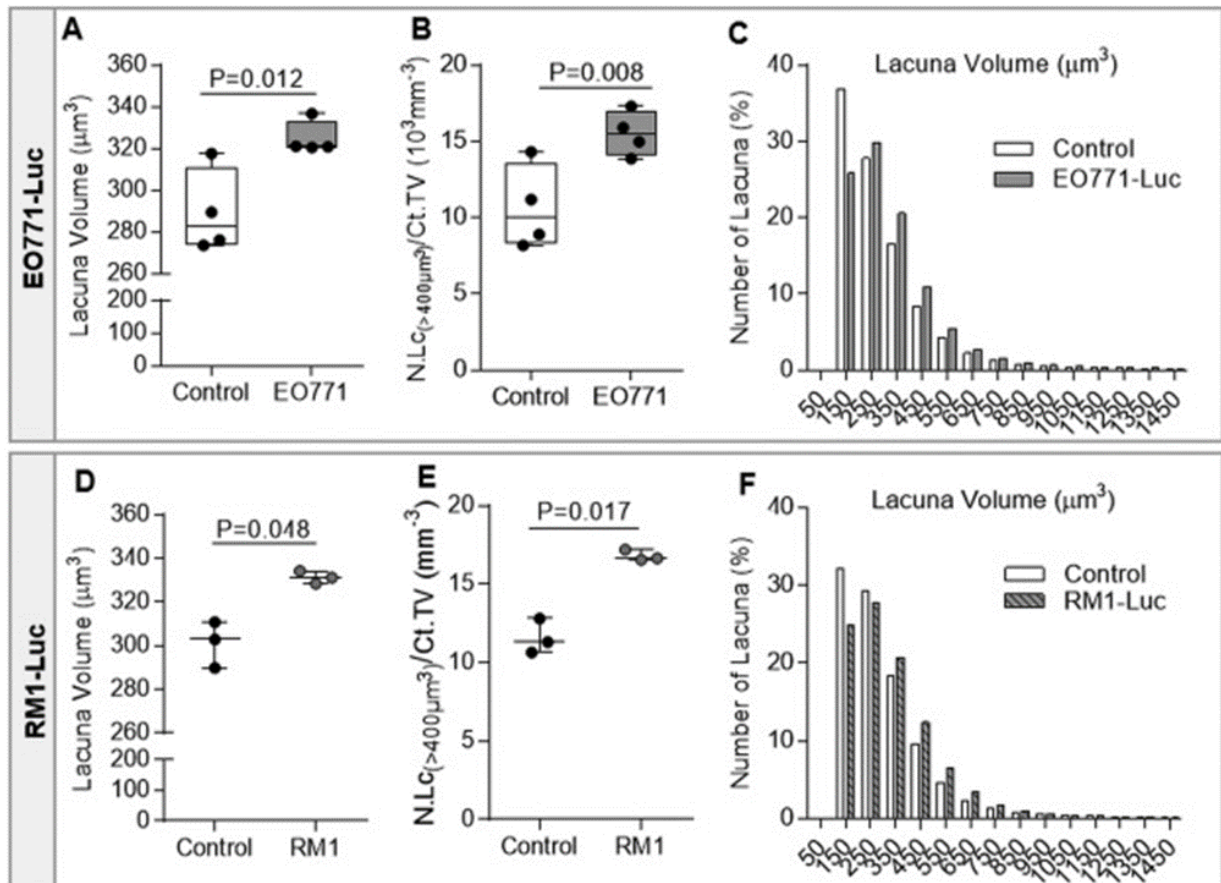 EO771-Luc
A
Lacuna Volume (μm³)
360
340
320
300
280
260
200
100
0
P=0.012
Control EO771
B
N.Lc(>400μm³)/Ct.TV (10³mm⁻³)
20
15
10
5
0
P=0.008
Control EO771
C
Lacuna Volume (μm³)
Number of Lacuna (%)
40
30
20
10
0
Control
EO771-Luc
50 150 250 350 450 550 650 750 850 950 1050 1150 1250 1350 1450
RM1-Luc
D
Lacuna Volume (μm³)
360
340
320
300
280
260
200
100
0
P=0.048
Control RM1
E
N.Lc(>400μm³)/Ct.TV (mm⁻³)
20
15
10
5
0
P=0.017
Control RM1
F
Lacuna Volume (μm³)
Number of Lacuna (%)
40
30
20
10
0
Control
RM1-Luc
50 150 250 350 450 550 650 750 850 950 1050 1150 1250 1350 1450